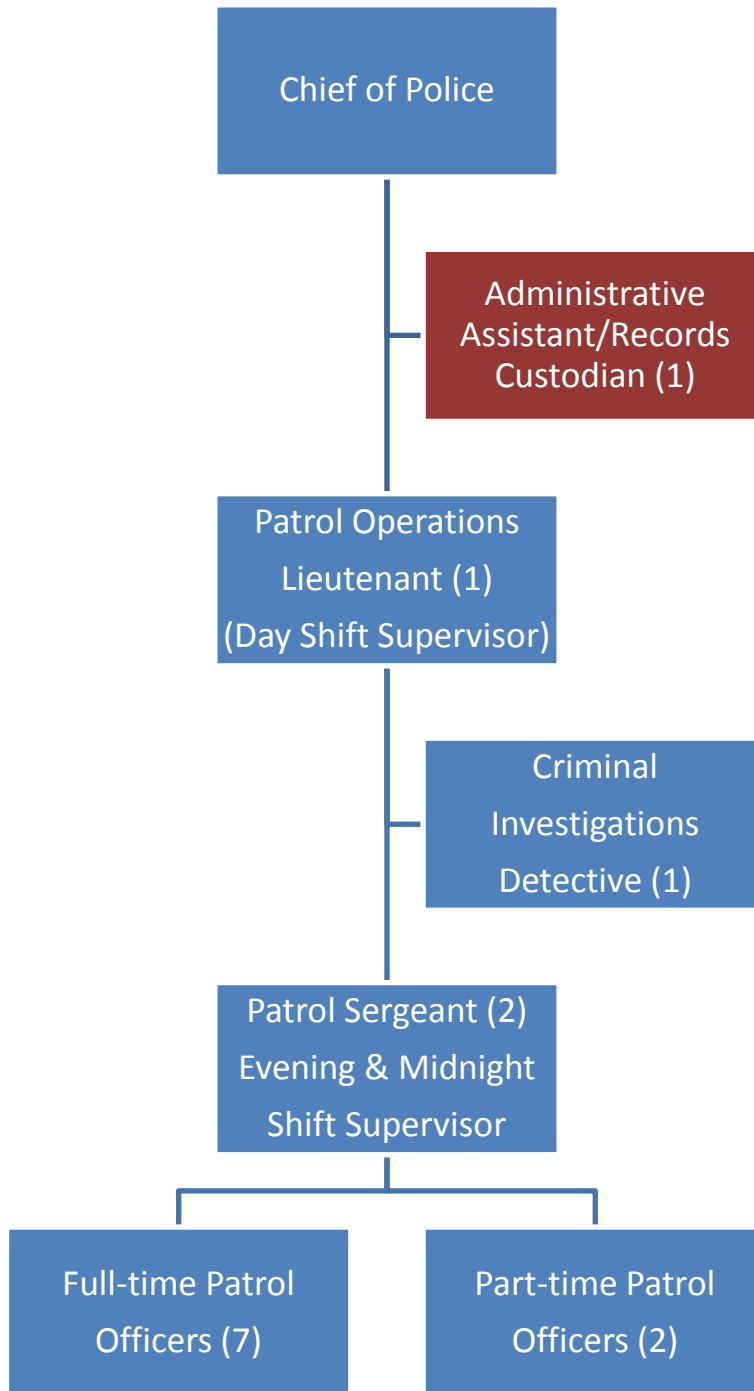 Chief of Police
Administrative
Assistant/Records
Custodian (1)
Patrol Operations
Lieutenant (1)
(Day Shift Supervisor)
Criminal
Investigations
Detective (1)
Patrol Sergeant (2)
Evening & Midnight
Shift Supervisor
Full-time Patrol
Officers (7)
Part-time Patrol
Officers (2)